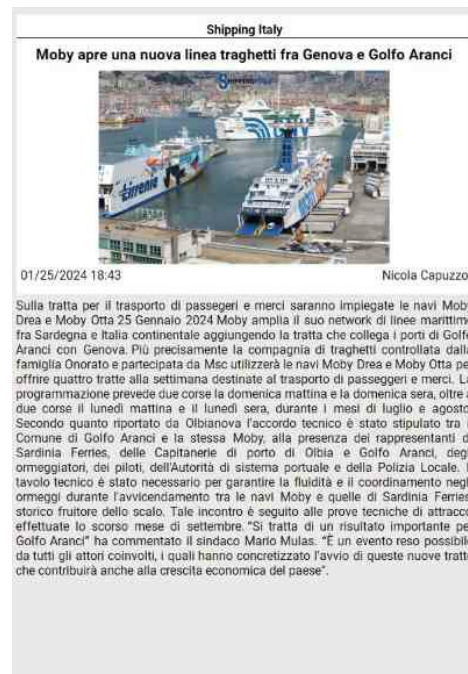 Shipping Italy
Moby apre una nuova linea traghetti fra Genova e Golfo Aranci
tirrenia
01/25/2024 18:43
Nicola Capuzzo
Sulla tratta per il trasporto di passegeri e merci saranno impiegate le navi Moby
Drea e Moby Otta 25 Gennaio 2024 Moby amplia il suo network di linee marittime
fra Sardegna e Italia continentale aggiungendo la tratta che collega i porti di Golfo
Aranci con Genova. Più precisamente la compagnia di traghetti controllata dalla
famiglia Onorato e partecipata da Msc utilizzerà le navi Moby Drea e Moby Otta pe
offrire quattro tratte alla settimana destinate al trasporto di passeggeri e merci. L
programmazione prevede due corse la domenica mattina e la domenica sera, oltre a
due corse il lunedì mattina e il lunedì sera, durante i mesi di luglio e agosto.
Secondo quanto riportato da Olbianova l'accordo tecnico è stato stipulato tra i
Comune di Golfo Aranci e la stessa Moby, alla presenza dei rappresentanti d
Sardinia Ferries, delle Capitanerie di porto di Olbia e Golfo Aranci, degl
ormeggiatori, dei piloti, dell'Autorità di sistema portuale e della Polizia Locale. I
tavolo tecnico è stato necessario per garantire la fluidità e il coordinamento negl
ormeggi durante l'avvicendamento tra le navi Moby e quelle di Sardinia Ferries
storico fruitore dello scalo. Tale incontro è seguito alle prove tecniche di attracco
effettuate lo scorso mese di settembre. "Si tratta di un risultato importante pe
Golfo Aranci" ha commentato il sindaco Mario Mulas. "È un evento reso possibile
da tutti gli attori coinvolti, i quali hanno concretizzato l'avvio di queste nuove tratte
che contribuirà anche alla crescita economica del paese".